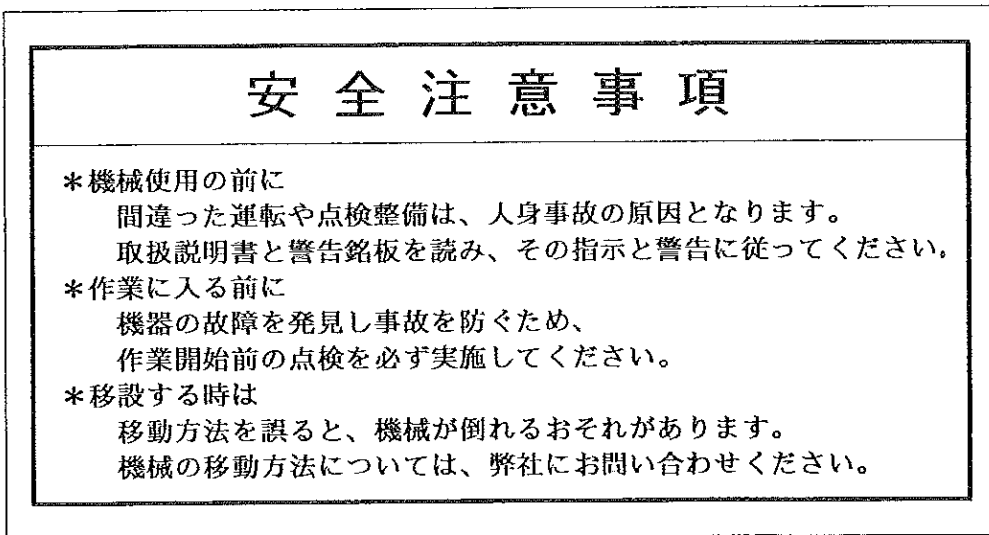 安全注意事項
*機械使用の前に
間違った運転や点検整備は、人身事故の原因となります。
取扱説明書と警告銘板を読み、その指示と警告に従ってください。
*作業に入る前に
機器の故障を発見し事故を防ぐため、
作業開始前の点検を必ず実施してください。
*移設する時は
移動方法を誤ると、機械が倒れるおそれがあります。
機械の移動方法については、弊社にお問い合わせください。